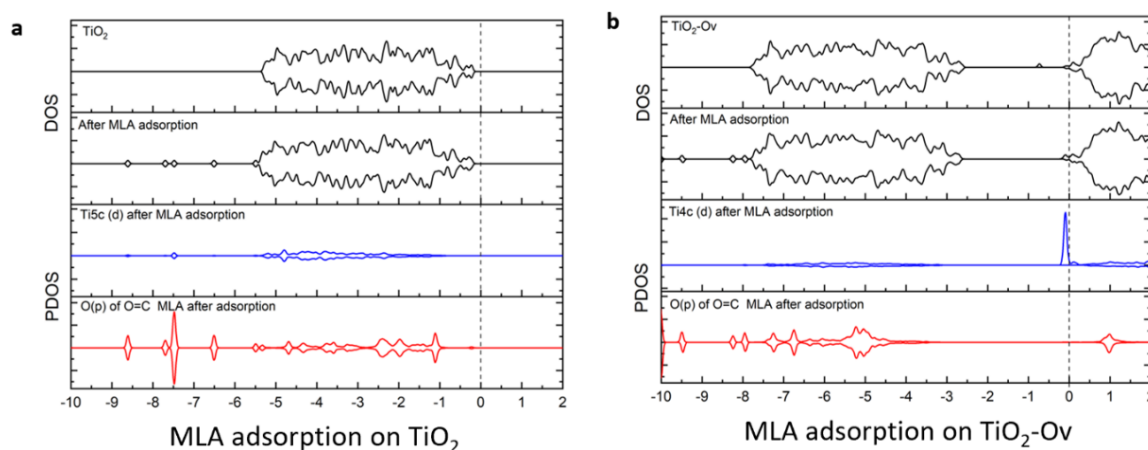 a
TiO₂
DOS
After MLA adsorption
Ti5c (d) after MLA adsorption
PDOS
O(p) of O=C MLA after adsorption
-10 -9 -8 -7 -6 -5 -4 -3 -2 -1 0 1 2
MLA adsorption on TiO₂
b
TiO₂-Ov
DOS
After MLA adsorption
Ti4c (d) after MLA adsorption
PDOS
O(p) of O=C MLA after adsorption
-10 -9 -8 -7 -6 -5 -4 -3 -2 -1 0 1 2
MLA adsorption on TiO₂-Ov